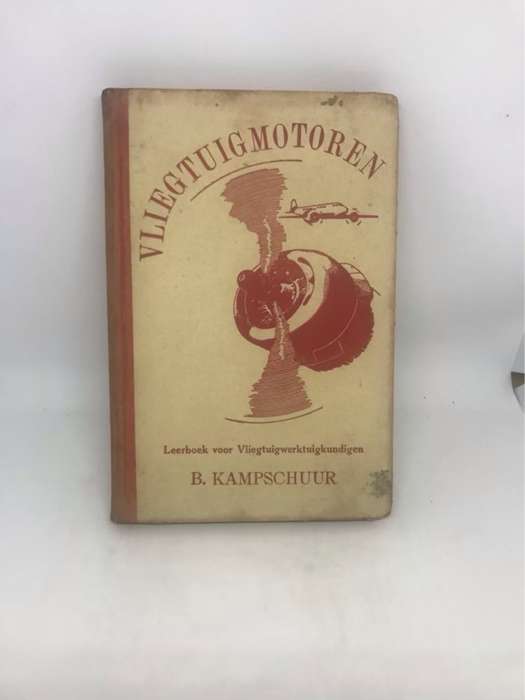 VLIEGTUIGMOTOREN
Leerboek voor Vliegtuigwerktuigkundigen
B. KAMPSCHUUR